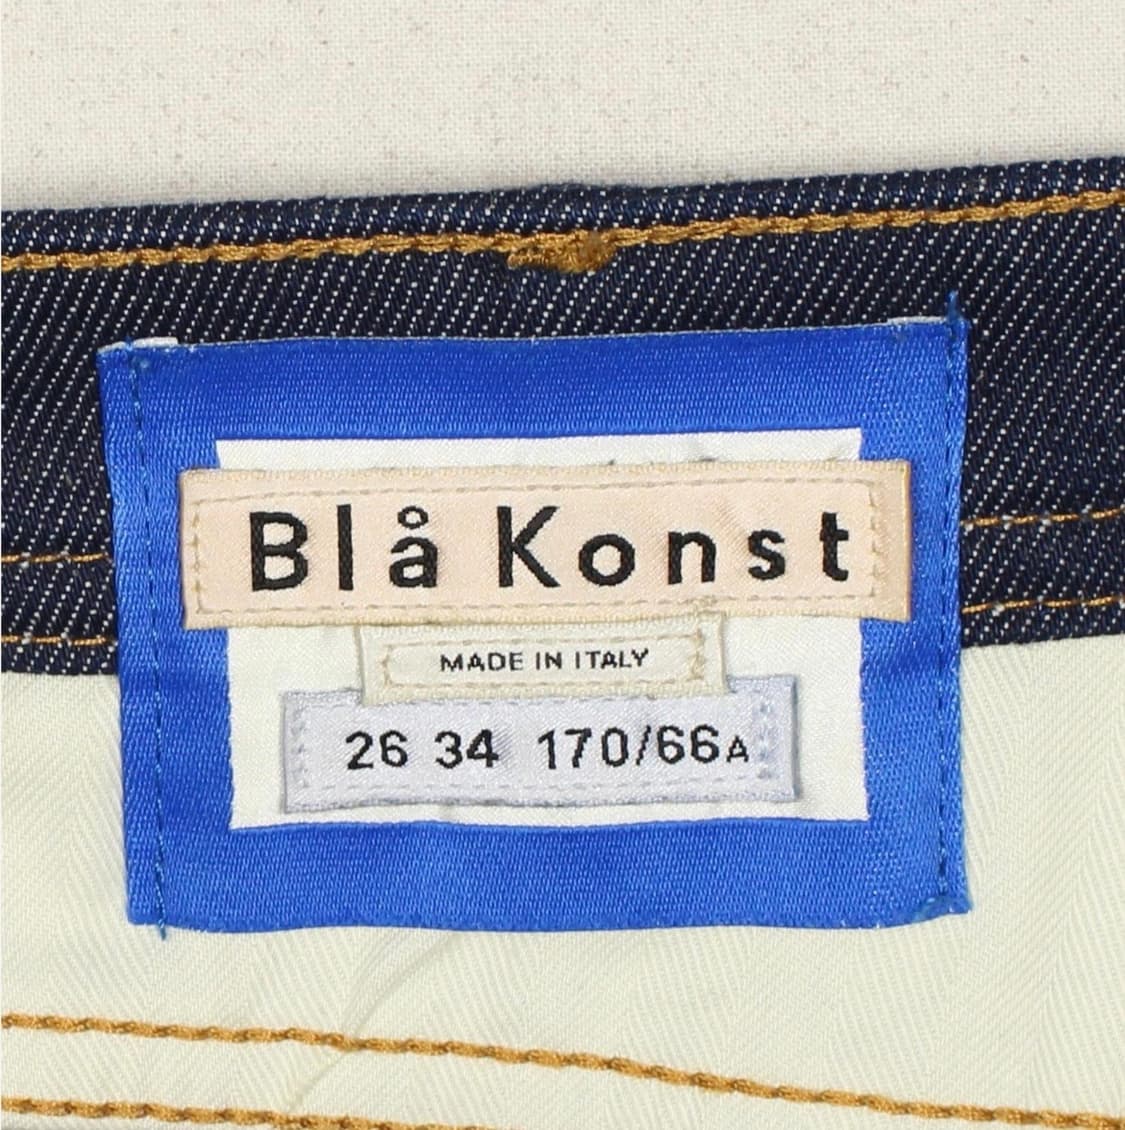 Blå Konst
MADE IN ITALY
26 34 170/66A